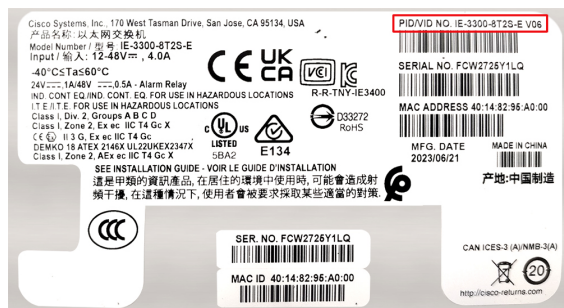 Cisco Systems, Inc., 170 West Tasman Drive, San Jose, CA 95134, USA
产品名称: 以太网交换机
Model Number / 型号 IE-3300-8T2S-E
Input / 输入: 12-48V⎓ , 4.0A
-40°C≤Ta≤60°C
24V⎓,1A/48V ⎓,0.5A - Alarm Relay
IND. CONT EQ./IND. CONT. EQ. FOR USE IN HAZARDOUS LOCATIONS
I.T.E/I.T.E. FOR USE IN HAZARDOUS LOCATIONS
Class I, Div. 2, Groups A B C D
Class I, Zone 2, Ex ec IIC T4 Gc X
CE Ex II 3 G, Ex ec IIC T4 Gc
DEMKO 18 ATEX 2146X UL22UKEX2347X
Class I, Zone 2, AEx ec IIC T4 Gc X
CE
UK
CA
VCI
KC
R-R-TNY-IE3400
c UL us
LISTED
5BA2
E134
D33272
RoHS
PID/VID NO. IE-3300-8T2S-E V06
SERIAL NO. FCW2725Y1LQ
MAC ADDRESS 40:14:82:95:A0:00
MFG. DATE
2023/06/21
MADE IN CHINA
产地:中国制造
SEE INSTALLATION GUIDE - VOIR LE GUIDE D'INSTALLATION
這是甲類的資訊產品, 在居住的環境中使用時, 可能會造成射
頻干擾, 在這種情況下, 使用者會被要求採取某些適當的對策.
CCC
SER. NO. FCW2725Y1LQ
MAC ID 40:14:82:95:A0:00
CAN ICES-3 (A)/NMB-3(A)
20
http://cisco-returns.com